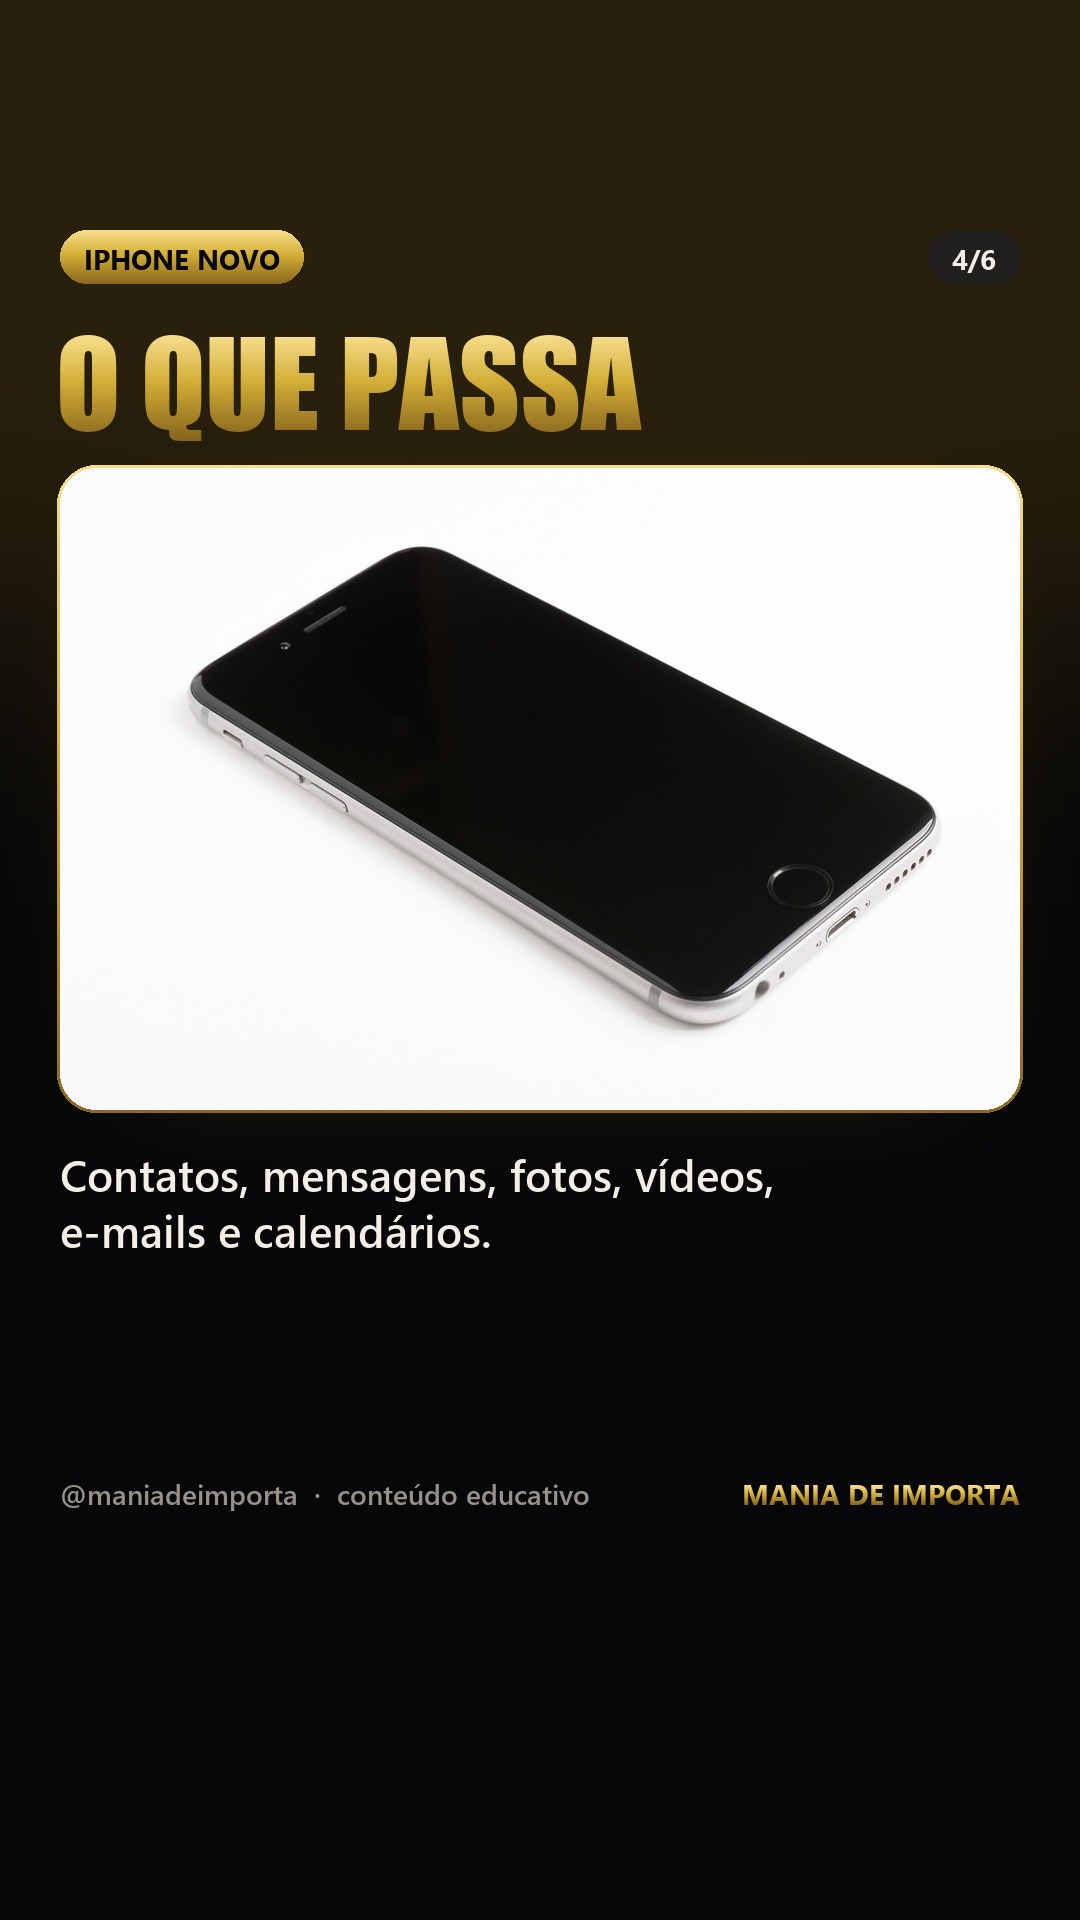 IPHONE NOVO
4/6
O QUE PASSA
Contatos, mensagens, fotos, vídeos,
e-mails e calendários.
@maniadeimporta · conteúdo educativo
MANIA DE IMPORTA